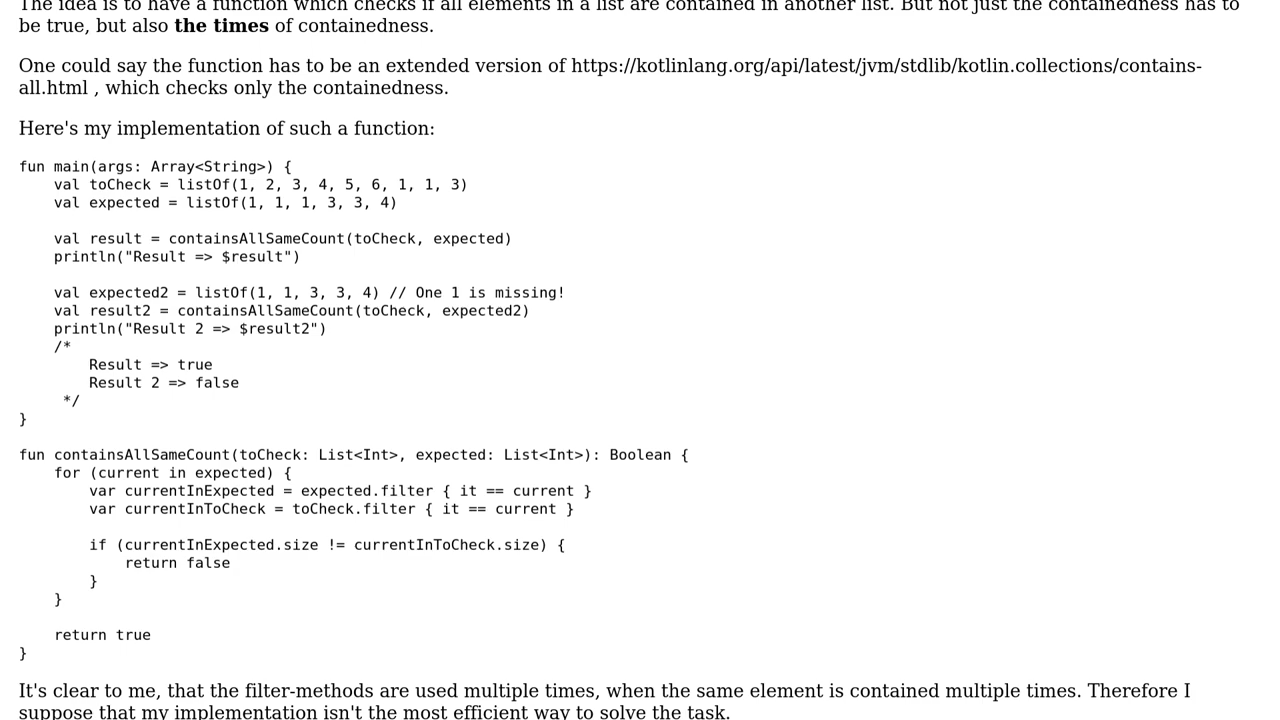 The idea is to have a function which checks if all elements in a list are contained in another list. But not just the containedness has to
be true, but also the times of containedness.
One could say the function has to be an extended version of https://kotlinlang.org/api/latest/jvm/stdlib/kotlin.collections/contains-
all.html , which checks only the containedness.
Here's my implementation of such a function:
fun main(args: Array<String>) {
    val toCheck = listOf(1, 2, 3, 4, 5, 6, 1, 1, 3)
    val expected = listOf(1, 1, 1, 3, 3, 4)
    val result = containsAllSameCount(toCheck, expected)
    println("Result => $result")
    val expected2 = listOf(1, 1, 3, 3, 4) // One 1 is missing!
    val result2 = containsAllSameCount(toCheck, expected2)
    println("Result 2 => $result2")
    /*
        Result => true
        Result 2 => false
     */
}
fun containsAllSameCount(toCheck: List<Int>, expected: List<Int>): Boolean {
    for (current in expected) {
        var currentInExpected = expected.filter { it == current }
        var currentInToCheck = toCheck.filter { it == current }
        if (currentInExpected.size != currentInToCheck.size) {
            return false
        }
    }
    return true
}
It's clear to me, that the filter-methods are used multiple times, when the same element is contained multiple times. Therefore I
suppose that my implementation isn't the most efficient way to solve the task.